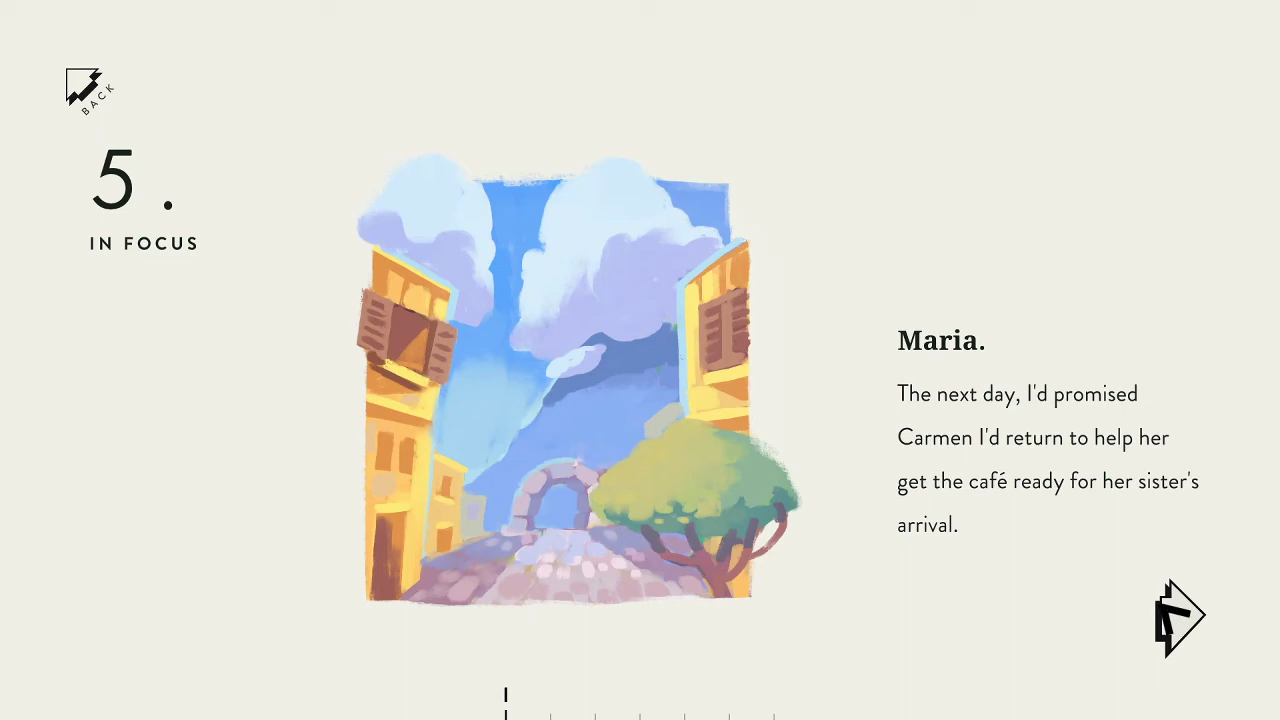 BACK
5 .
IN FOCUS
Maria.
The next day, I'd promised
Carmen I'd return to help her
get the café ready for her sister's
arrival.